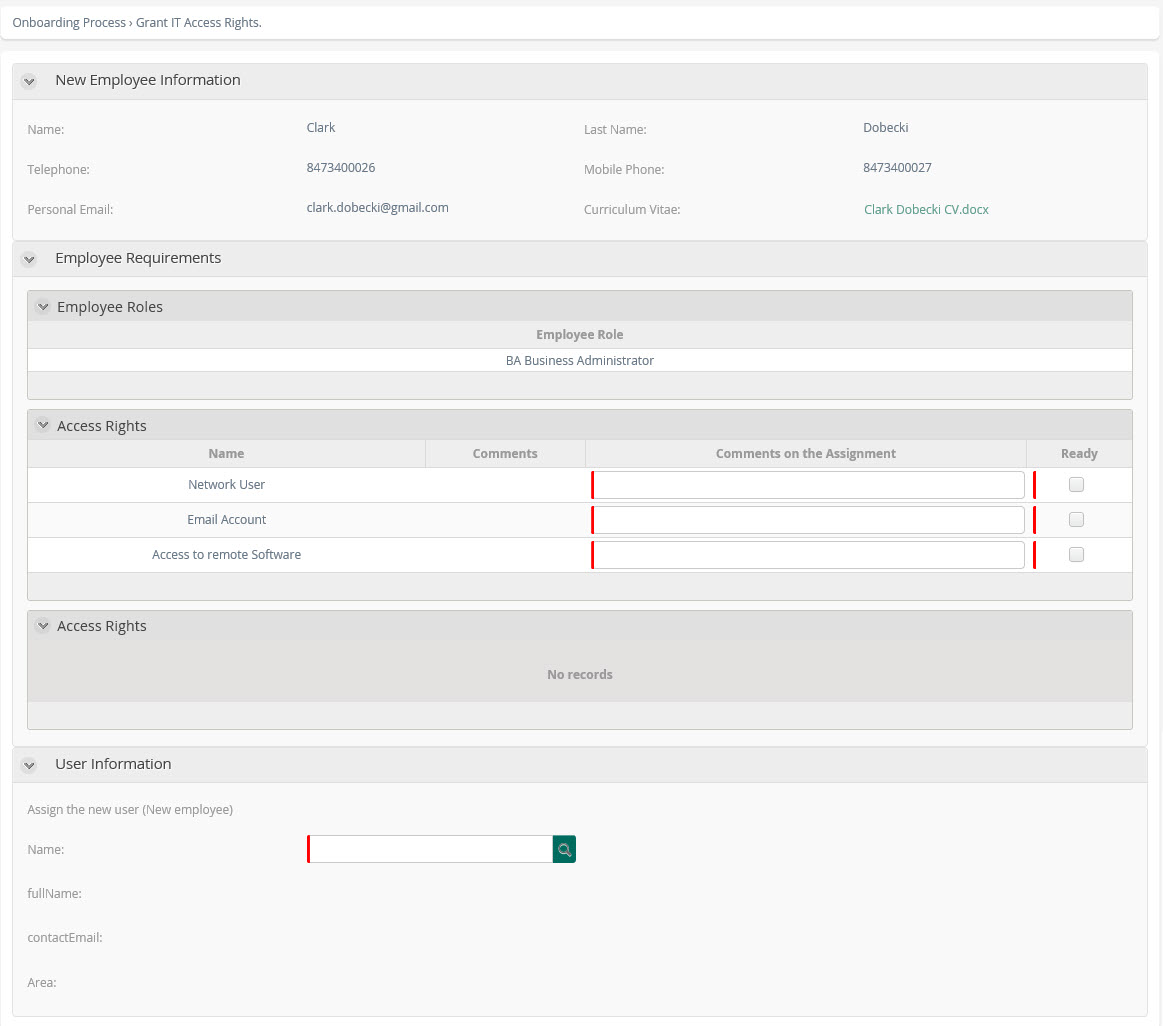 Onboarding Process › Grant IT Access Rights.
New Employee Information
Name: Clark Last Name: Dobecki
Telephone: 8473400026 Mobile Phone: 8473400027
Personal Email: clark.dobecki@gmail.com Curriculum Vitae: Clark Dobecki CV.docx
Employee Requirements
Employee Roles
Employee Role
BA Business Administrator
Access Rights
Name Comments Comments on the Assignment Ready
Network User
Email Account
Access to remote Software
Access Rights
No records
User Information
Assign the new user (New employee)
Name:
fullName:
contactEmail:
Area: